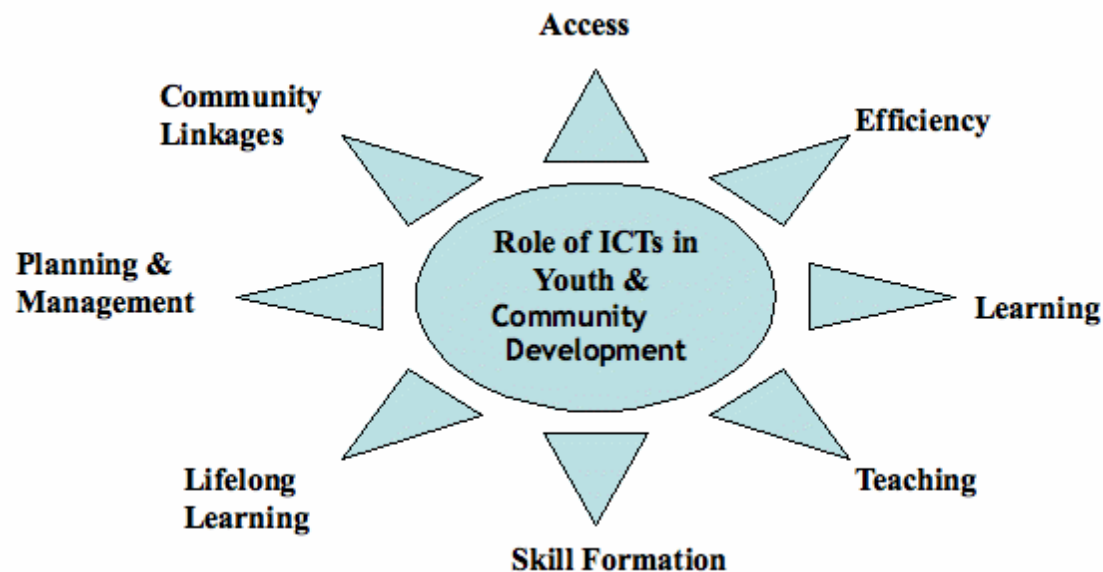 Access
Community
Linkages
Efficiency
Planning &
Management
Role of ICTs in
Youth &
Community
Development
Learning
Lifelong
Learning
Teaching
Skill Formation